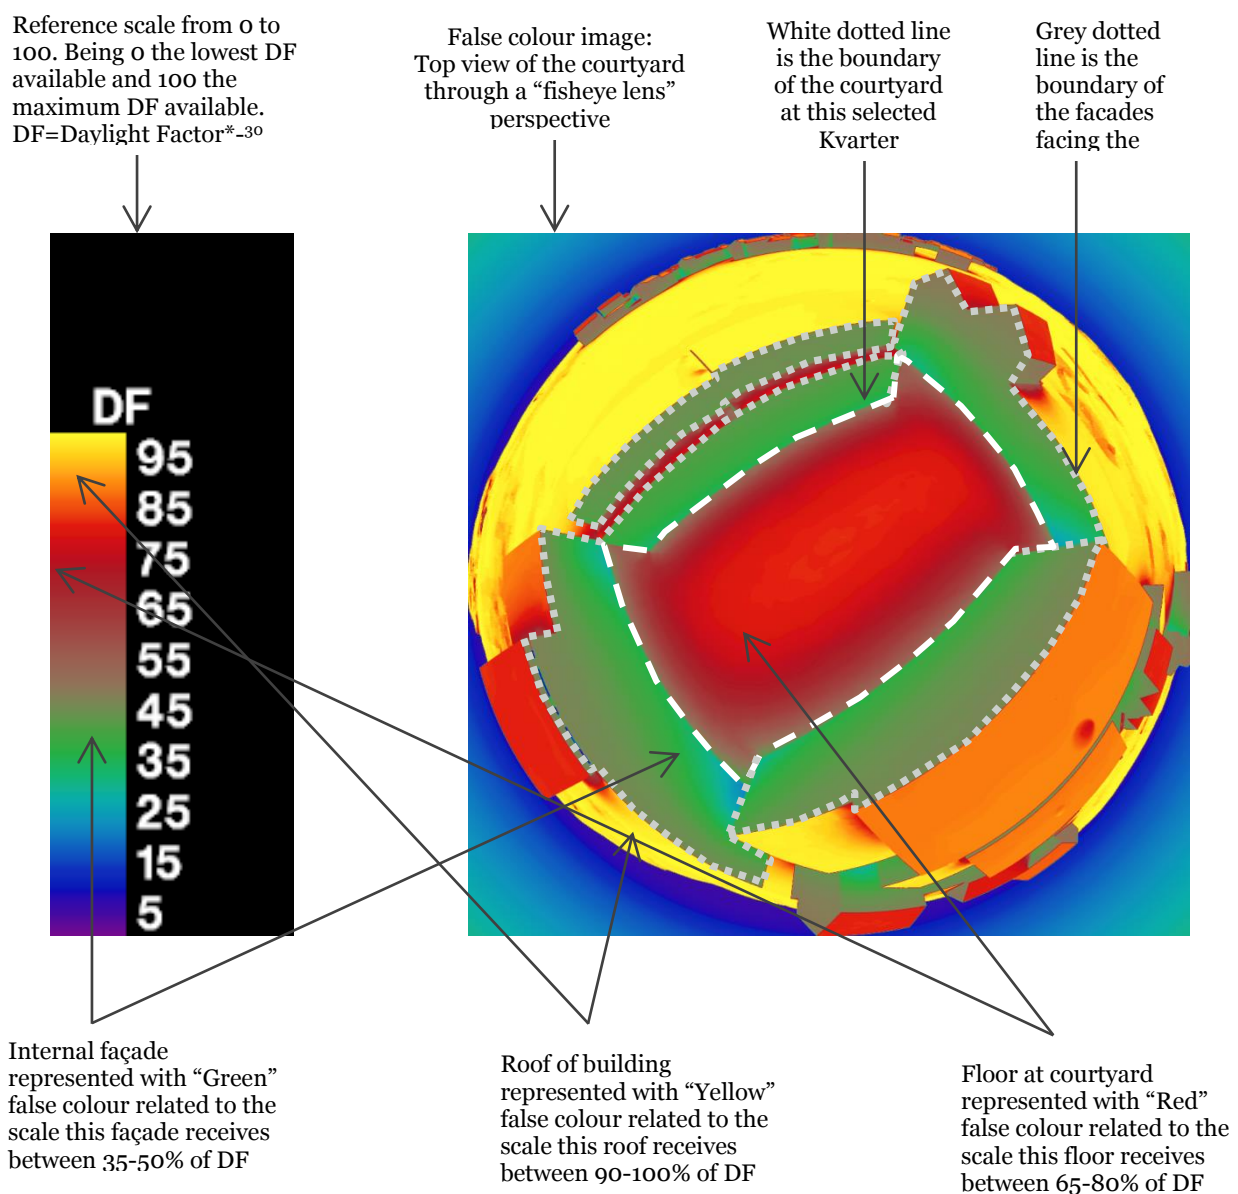 Reference scale from 0 to
100. Being 0 the lowest DF
available and 100 the
maximum DF available.
DF=Daylight Factor*-30
False colour image:
Top view of the courtyard
through a “fisheye lens”
perspective
White dotted line
is the boundary
of the courtyard
at this selected
Kvarter
Grey dotted
line is the
boundary of
the facades
facing the
DF
95
85
75
65
55
45
35
25
15
5
Internal façade
represented with “Green”
false colour related to the
scale this façade receives
between 35-50% of DF
Roof of building
represented with “Yellow”
false colour related to the
scale this roof receives
between 90-100% of DF
Floor at courtyard
represented with “Red”
false colour related to the
scale this floor receives
between 65-80% of DF